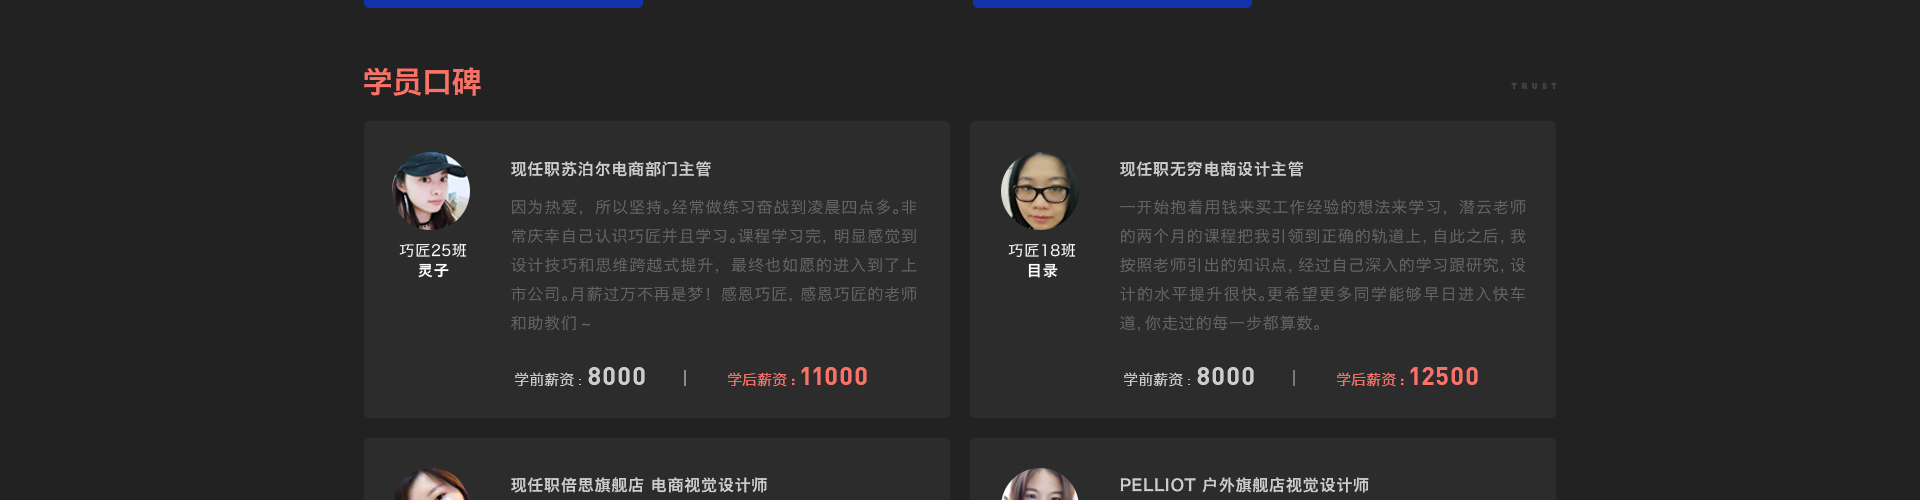 学员口碑
TRUST
现任职苏泊尔电商部门主管
因为热爱，所以坚持。经常做练习奋战到凌晨四点多。非
常庆幸自己认识巧匠并且学习。课程学习完，明显感觉到
设计技巧和思维跨越式提升，最终也如愿的进入到了上
市公司。月薪过万不再是梦！感恩巧匠，感恩巧匠的老师
和助教们~
巧匠25班
灵子
学前薪资：8000 | 学后薪资：11000
现任职无穷电商设计主管
一开始抱着用钱来买工作经验的想法来学习，潜云老师
的两个月的课程把我引领到正确的轨道上，自此之后，我
按照老师引出的知识点，经过自己深入的学习跟研究，设
计的水平提升很快。更希望更多同学能够早日进入快车
道，你走过的每一步都算数。
巧匠18班
目录
学前薪资：8000 | 学后薪资：12500
现任职倍思旗舰店 电商视觉设计师
PELLIOT 户外旗舰店视觉设计师